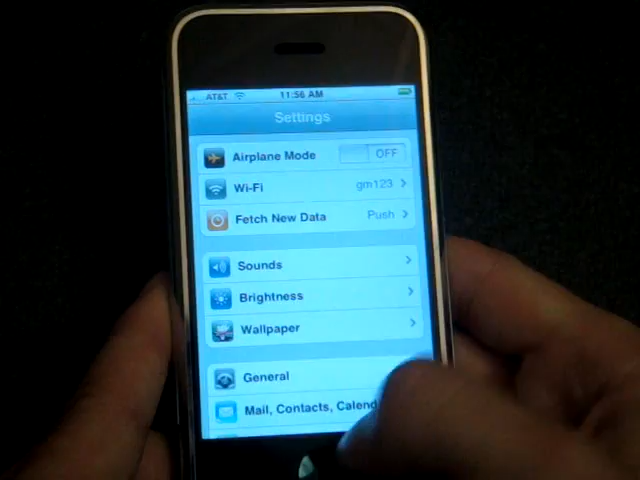 AT&T 11:56 AM
Settings
Airplane Mode OFF
Wi-Fi gm123
Fetch New Data Push
Sounds
Brightness
Wallpaper
General
Mail, Contacts, Calend